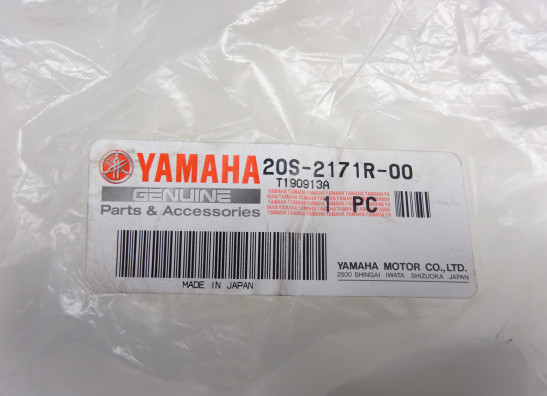 YAMAHA 20S-2171R-00
T190913A
GENUINE
Parts & Accessories
1 PC
MADE IN JAPAN
YAMAHA MOTOR CO., LTD.
2500 SHINGAI IWATA SHIZUOKA JAPAN